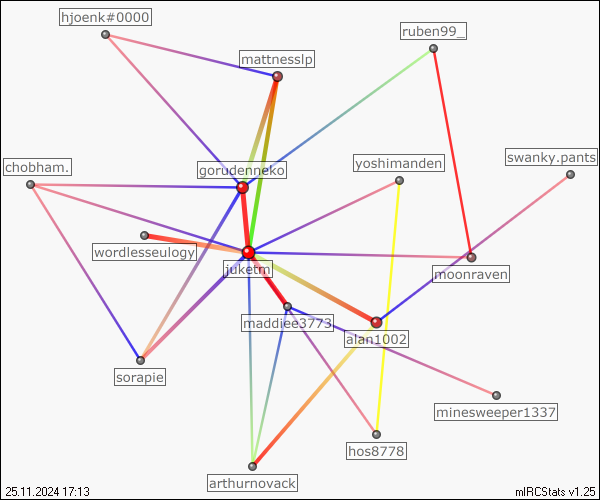 hjoenk#0000
ruben99_
mattnesslp
swanky.pants
yoshimanden
chobham.
gorudenneko
wordlesseulogy
juketm
moonraven
maddiee3773
alan1002
sorapie
minesweeper1337
hos8778
arthurnovack
25.11.2024 17:13
mIRCStats v1.25